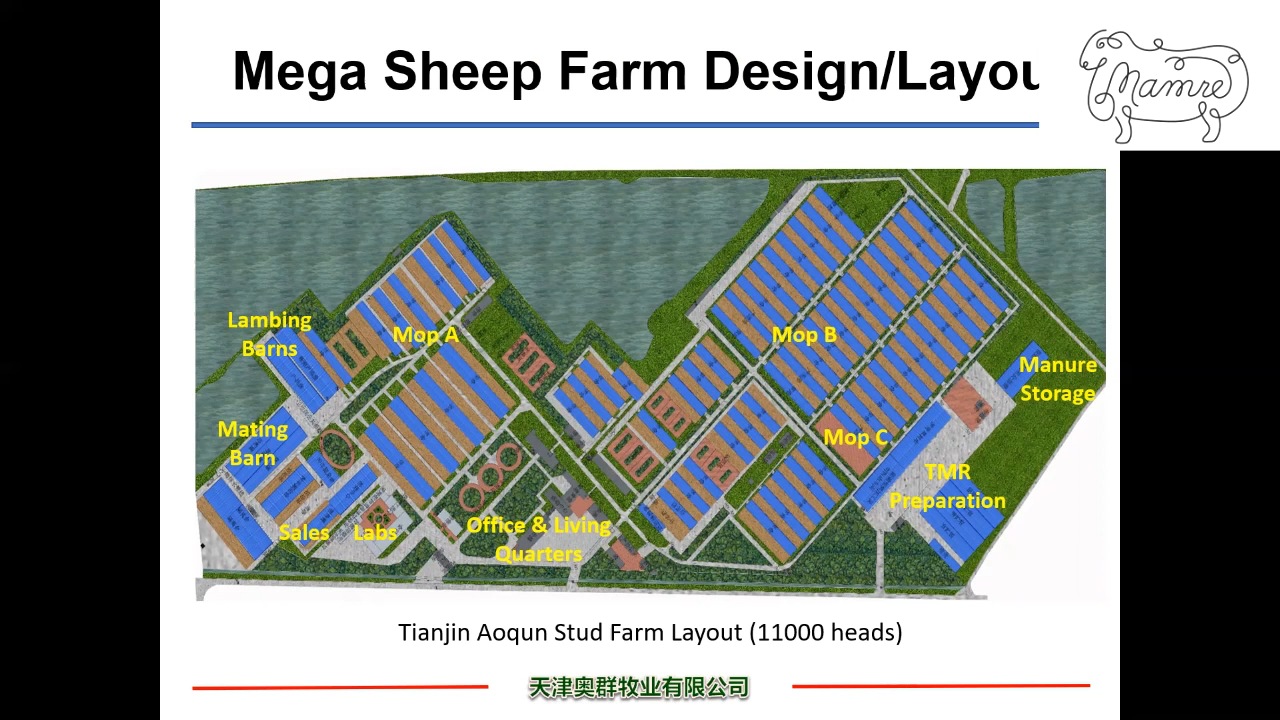 Mega Sheep Farm Design/Layou
Mamre
Lambing
Barns
Mop A
Mop B
Manure
Storage
Mating
Barn
Mop C
TMR
Preparation
Sales
Labs
Office & Living
Quarters
Tianjin Aoqun Stud Farm Layout (11000 heads)
天津奥群牧业有限公司